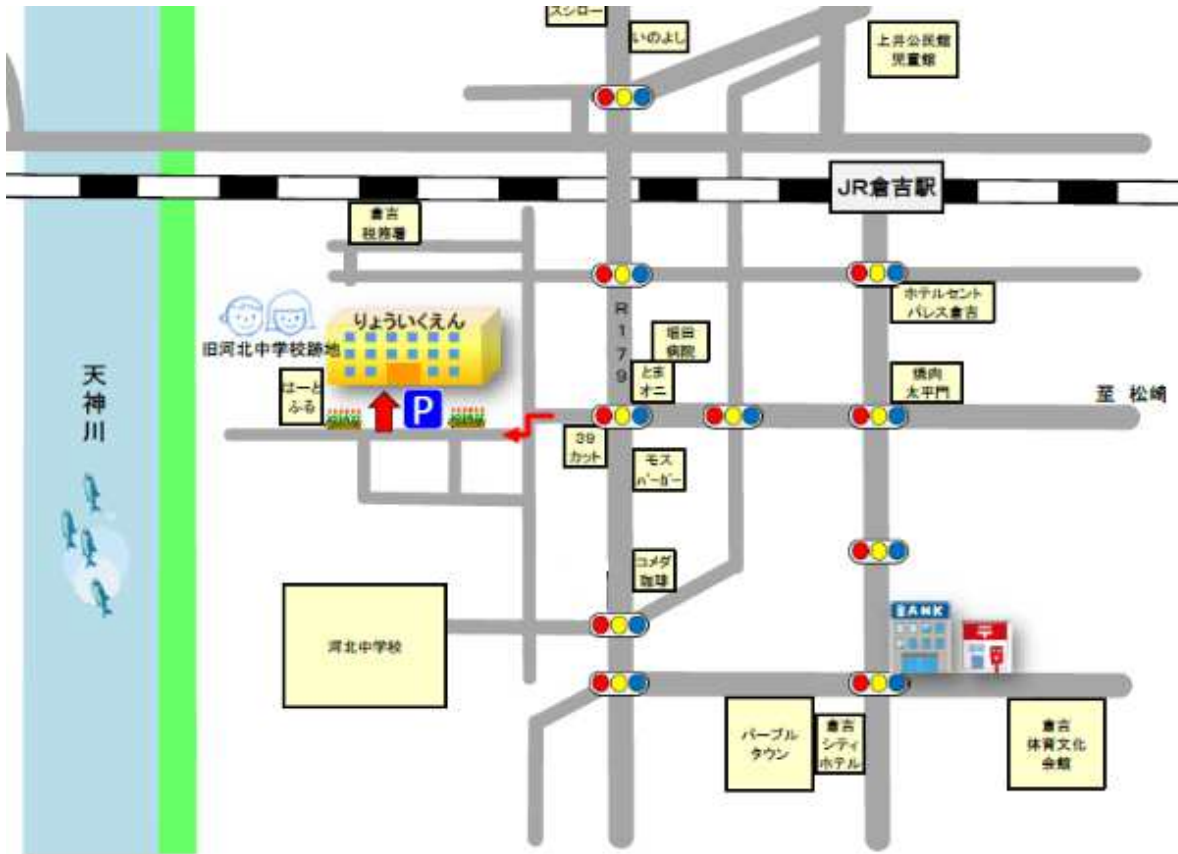 スシロー
いのよし
上井公民館
児童館
JR倉吉駅
倉吉
税務署
ホテルセント
パレス倉吉
R179
堀田
病院
りょういくえん
旧河北中学校跡地
とま
オニ
焼肉
太平門
至 松崎
はーと
ふる
P
天神川
39
カット
モス
バーガー
コメダ
珈琲
BANK
〒
河北中学校
パープル
タウン
倉吉
シティ
ホテル
倉吉
体育文化
会館